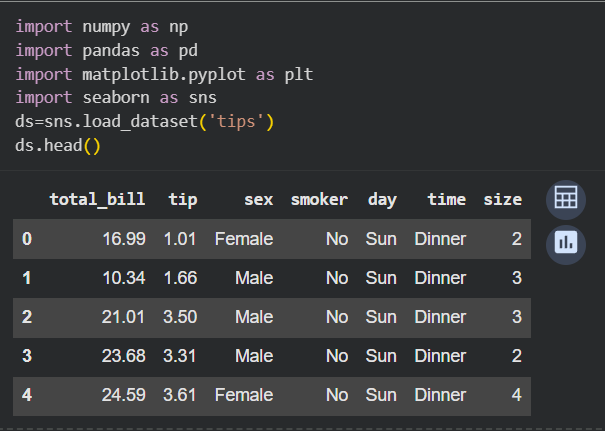 import numpy as np
import pandas as pd
import matplotlib.pyplot as plt
import seaborn as sns
ds=sns.load_dataset('tips')
ds.head()
total_bill tip sex smoker day time size
0 16.99 1.01 Female No Sun Dinner 2
1 10.34 1.66 Male No Sun Dinner 3
2 21.01 3.50 Male No Sun Dinner 3
3 23.68 3.31 Male No Sun Dinner 2
4 24.59 3.61 Female No Sun Dinner 4